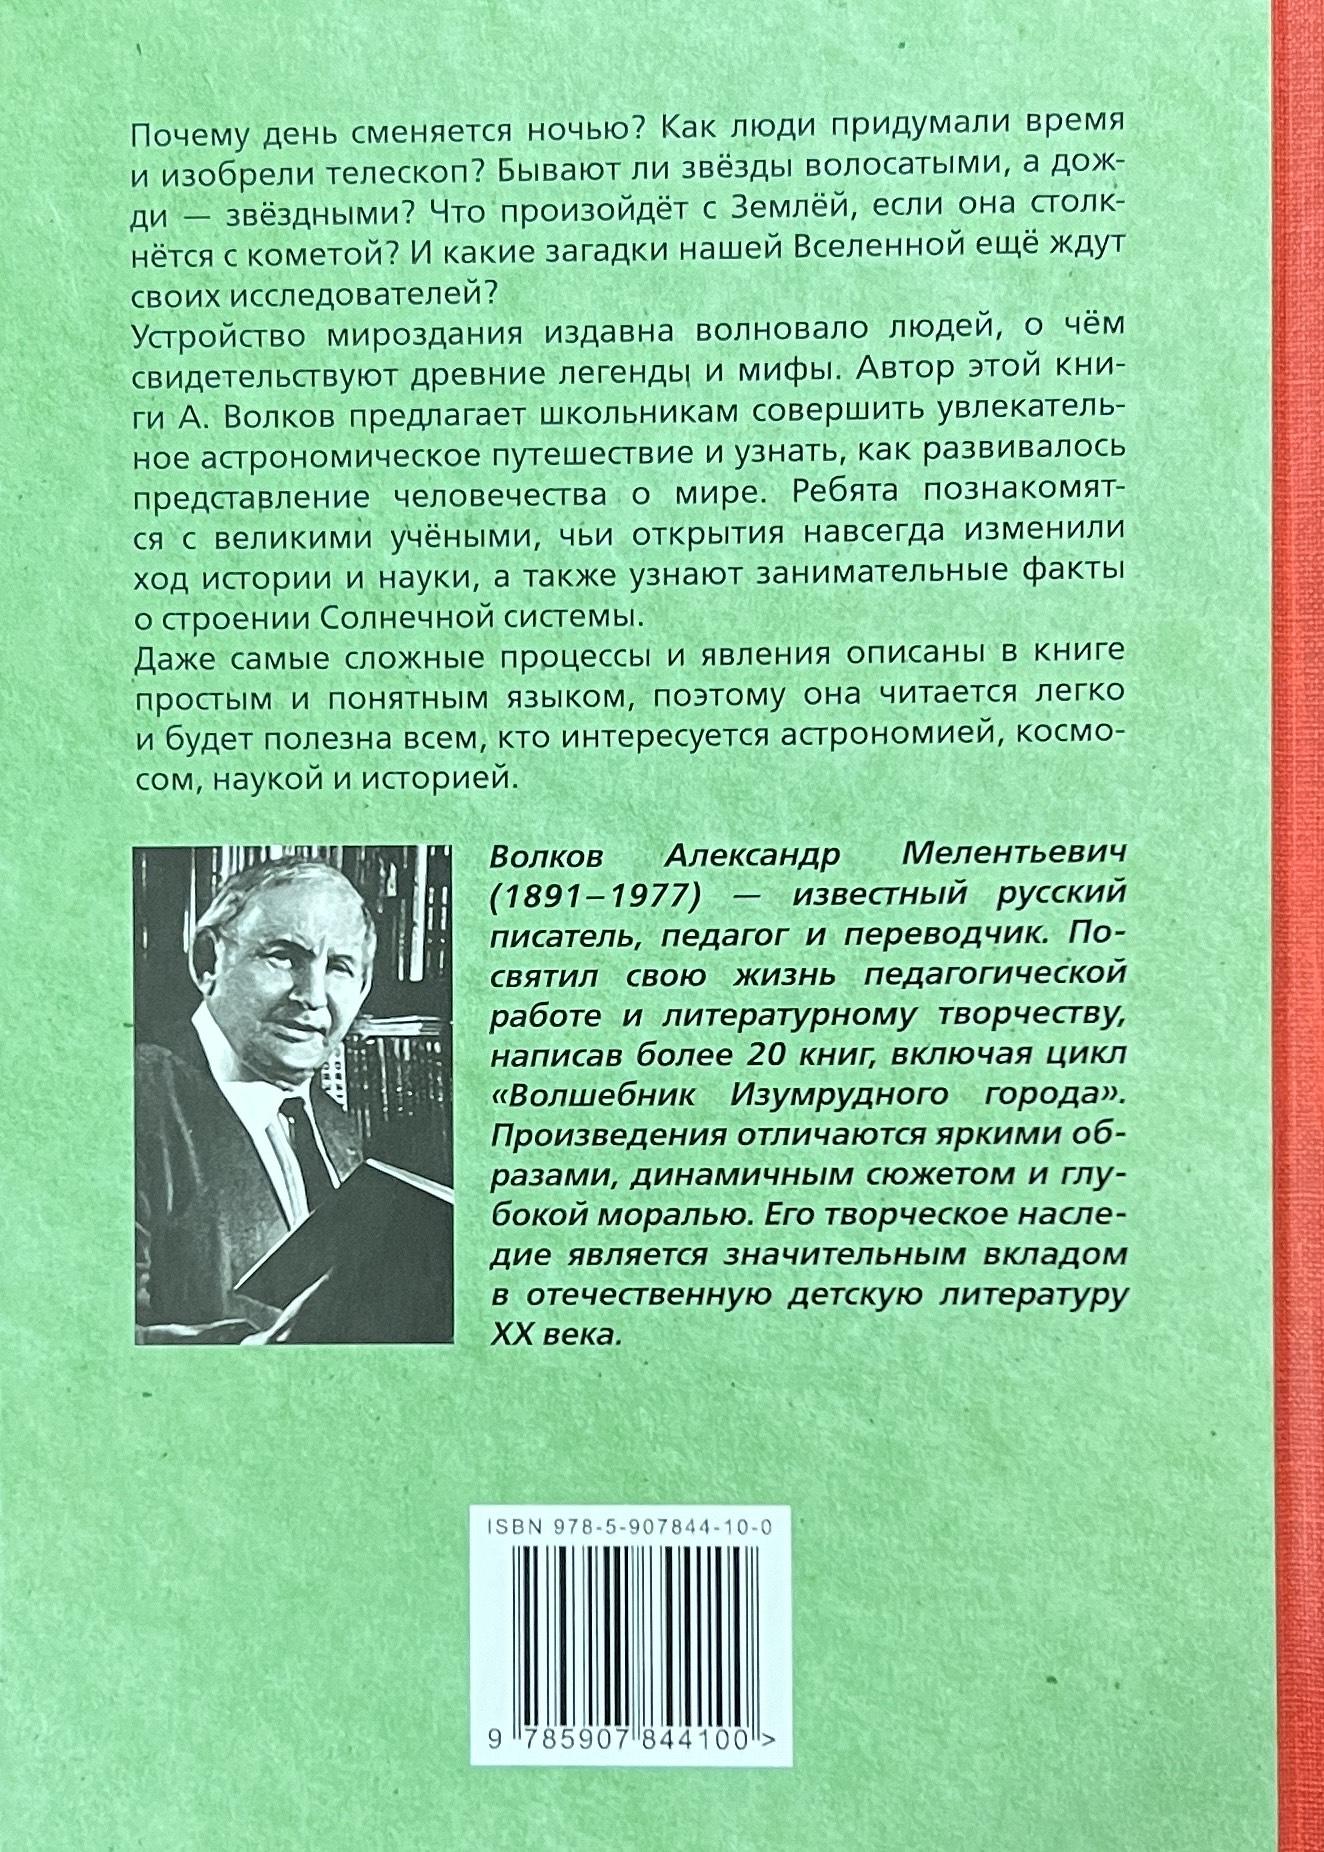 Почему день сменяется ночью? Как люди придумали время
и изобрели телескоп? Бывают ли звёзды волосатыми, а дож-
ди — звёздными? Что произойдёт с Землёй, если она столк-
нётся с кометой? И какие загадки нашей Вселенной ещё ждут
своих исследователей?
Устройство мироздания издавна волновало людей, о чём
свидетельствуют древние легенды и мифы. Автор этой кни-
ги А. Волков предлагает школьникам совершить увлекатель-
ное астрономическое путешествие и узнать, как развивалось
представление человечества о мире. Ребята познакомят-
ся с великими учёными, чьи открытия навсегда изменили
ход истории и науки, а также узнают занимательные факты
о строении Солнечной системы.
Даже самые сложные процессы и явления описаны в книге
простым и понятным языком, поэтому она читается легко
и будет полезна всем, кто интересуется астрономией, космо-
сом, наукой и историей.
Волков Александр Мелентьевич
(1891–1977) — известный русский
писатель, педагог и переводчик. По-
святил свою жизнь педагогической
работе и литературному творчеству,
написав более 20 книг, включая цикл
«Волшебник Изумрудного города».
Произведения отличаются яркими об-
разами, динамичным сюжетом и глу-
бокой моралью. Его творческое насле-
дие является значительным вкладом
в отечественную детскую литературу
XX века.
ISBN 978-5-907844-10-0
9 785907 844100 >